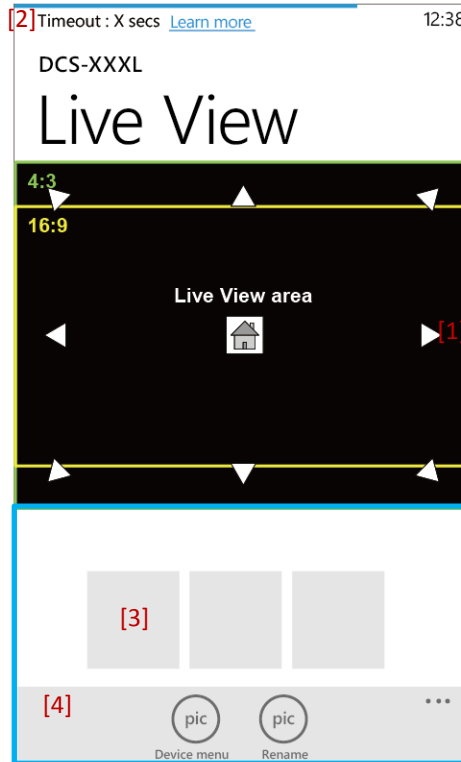 [2] Timeout : X secs Learn more 12:38
DCS-XXXL
Live View
4:3
16:9
Live View area
[1]
[3]
[4]
pic pic
Device menu Rename